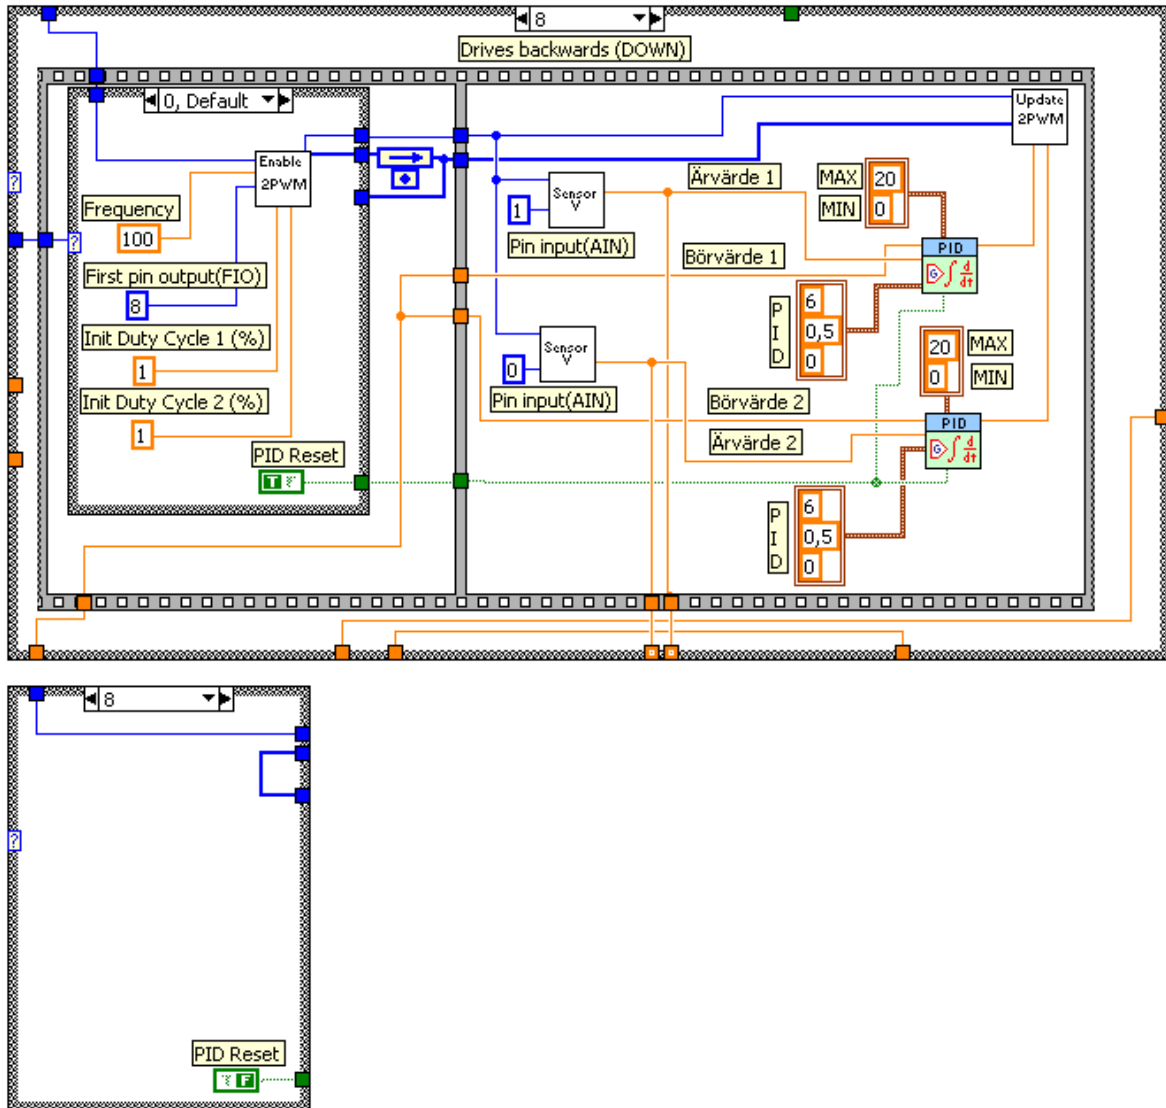 8
Drives backwards (DOWN)
0, Default
Enable
2PWM
Frequency
100
First pin output(FIO)
8
Init Duty Cycle 1 (%)
1
Init Duty Cycle 2 (%)
1
PID Reset
T
?
?
Update
2PWM
Sensor
V
1
Pin input(AIN)
Ärvärde 1
MAX
20
MIN
0
Börvärde 1
PID
G
∫
d
dt
P
I
D
6
0,5
0
Sensor
V
0
Pin input(AIN)
20
MAX
0
MIN
Börvärde 2
Ärvärde 2
PID
G
∫
d
dt
P
I
D
6
0,5
0
8
?
PID Reset
F